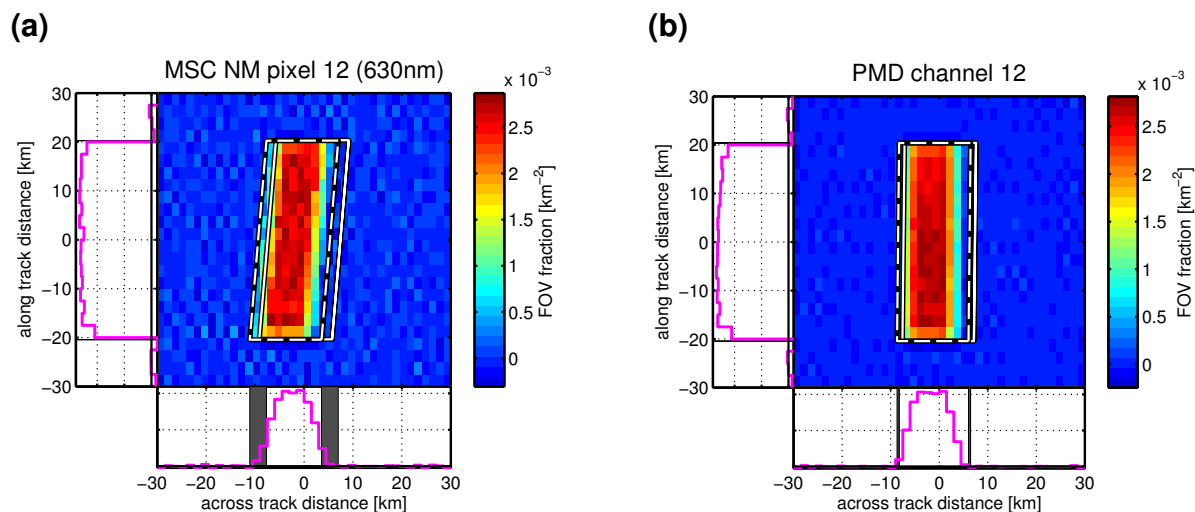 (a)
MSC NM pixel 12 (630nm)
x 10⁻³
30
20
10
0
−10
−20
−30
along track distance [km]
2.5
2
1.5
1
0.5
0
FOV fraction [km⁻²]
−30 −20 −10 0 10 20 30
across track distance [km]
(b)
PMD channel 12
x 10⁻³
30
20
10
0
−10
−20
−30
along track distance [km]
2.5
2
1.5
1
0.5
0
FOV fraction [km⁻²]
−30 −20 −10 0 10 20 30
across track distance [km]